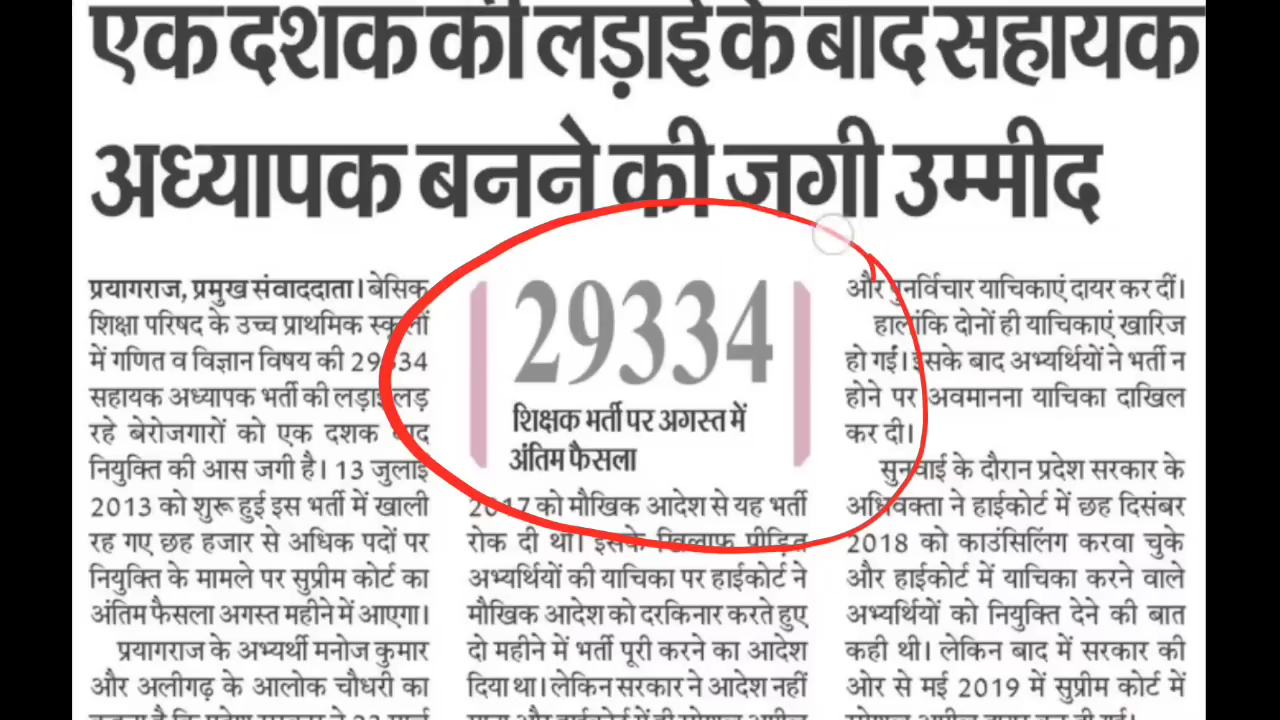 एक दशक की लड़ाई के बाद सहायक
अध्यापक बनने की जगी उम्मीद
प्रयागराज, प्रमुख संवाददाता। बेसिक
शिक्षा परिषद के उच्च प्राथमिक स्कूलों
में गणित व विज्ञान विषय की 29334
सहायक अध्यापक भर्ती की लड़ाई लड़
रहे बेरोजगारों को एक दशक बाद
नियुक्ति की आस जगी है। 13 जुलाई
2013 को शुरू हुई इस भर्ती में खाली
रह गए छह हजार से अधिक पदों पर
नियुक्ति के मामले पर सुप्रीम कोर्ट का
अंतिम फैसला अगस्त महीने में आएगा।
प्रयागराज के अभ्यर्थी मनोज कुमार
और अलीगढ़ के आलोक चौधरी का
29334
शिक्षक भर्ती पर अगस्त में
अंतिम फैसला
2017 को मौखिक आदेश से यह भर्ती
रोक दी थी। इसके खिलाफ पीड़ित
अभ्यर्थियों की याचिका पर हाईकोर्ट ने
मौखिक आदेश को दरकिनार करते हुए
दो महीने में भर्ती पूरी करने का आदेश
दिया था। लेकिन सरकार ने आदेश नहीं
और पुनर्विचार याचिकाएं दायर कर दीं।
हालांकि दोनों ही याचिकाएं खारिज
हो गईं। इसके बाद अभ्यर्थियों ने भर्ती न
होने पर अवमानना याचिका दाखिल
कर दी।
सुनवाई के दौरान प्रदेश सरकार के
अधिवक्ता ने हाईकोर्ट में छह दिसंबर
2018 को काउंसिलिंग करवा चुके
और हाईकोर्ट में याचिका करने वाले
अभ्यर्थियों को नियुक्ति देने की बात
कही थी। लेकिन बाद में सरकार की
ओर से मई 2019 में सुप्रीम कोर्ट में